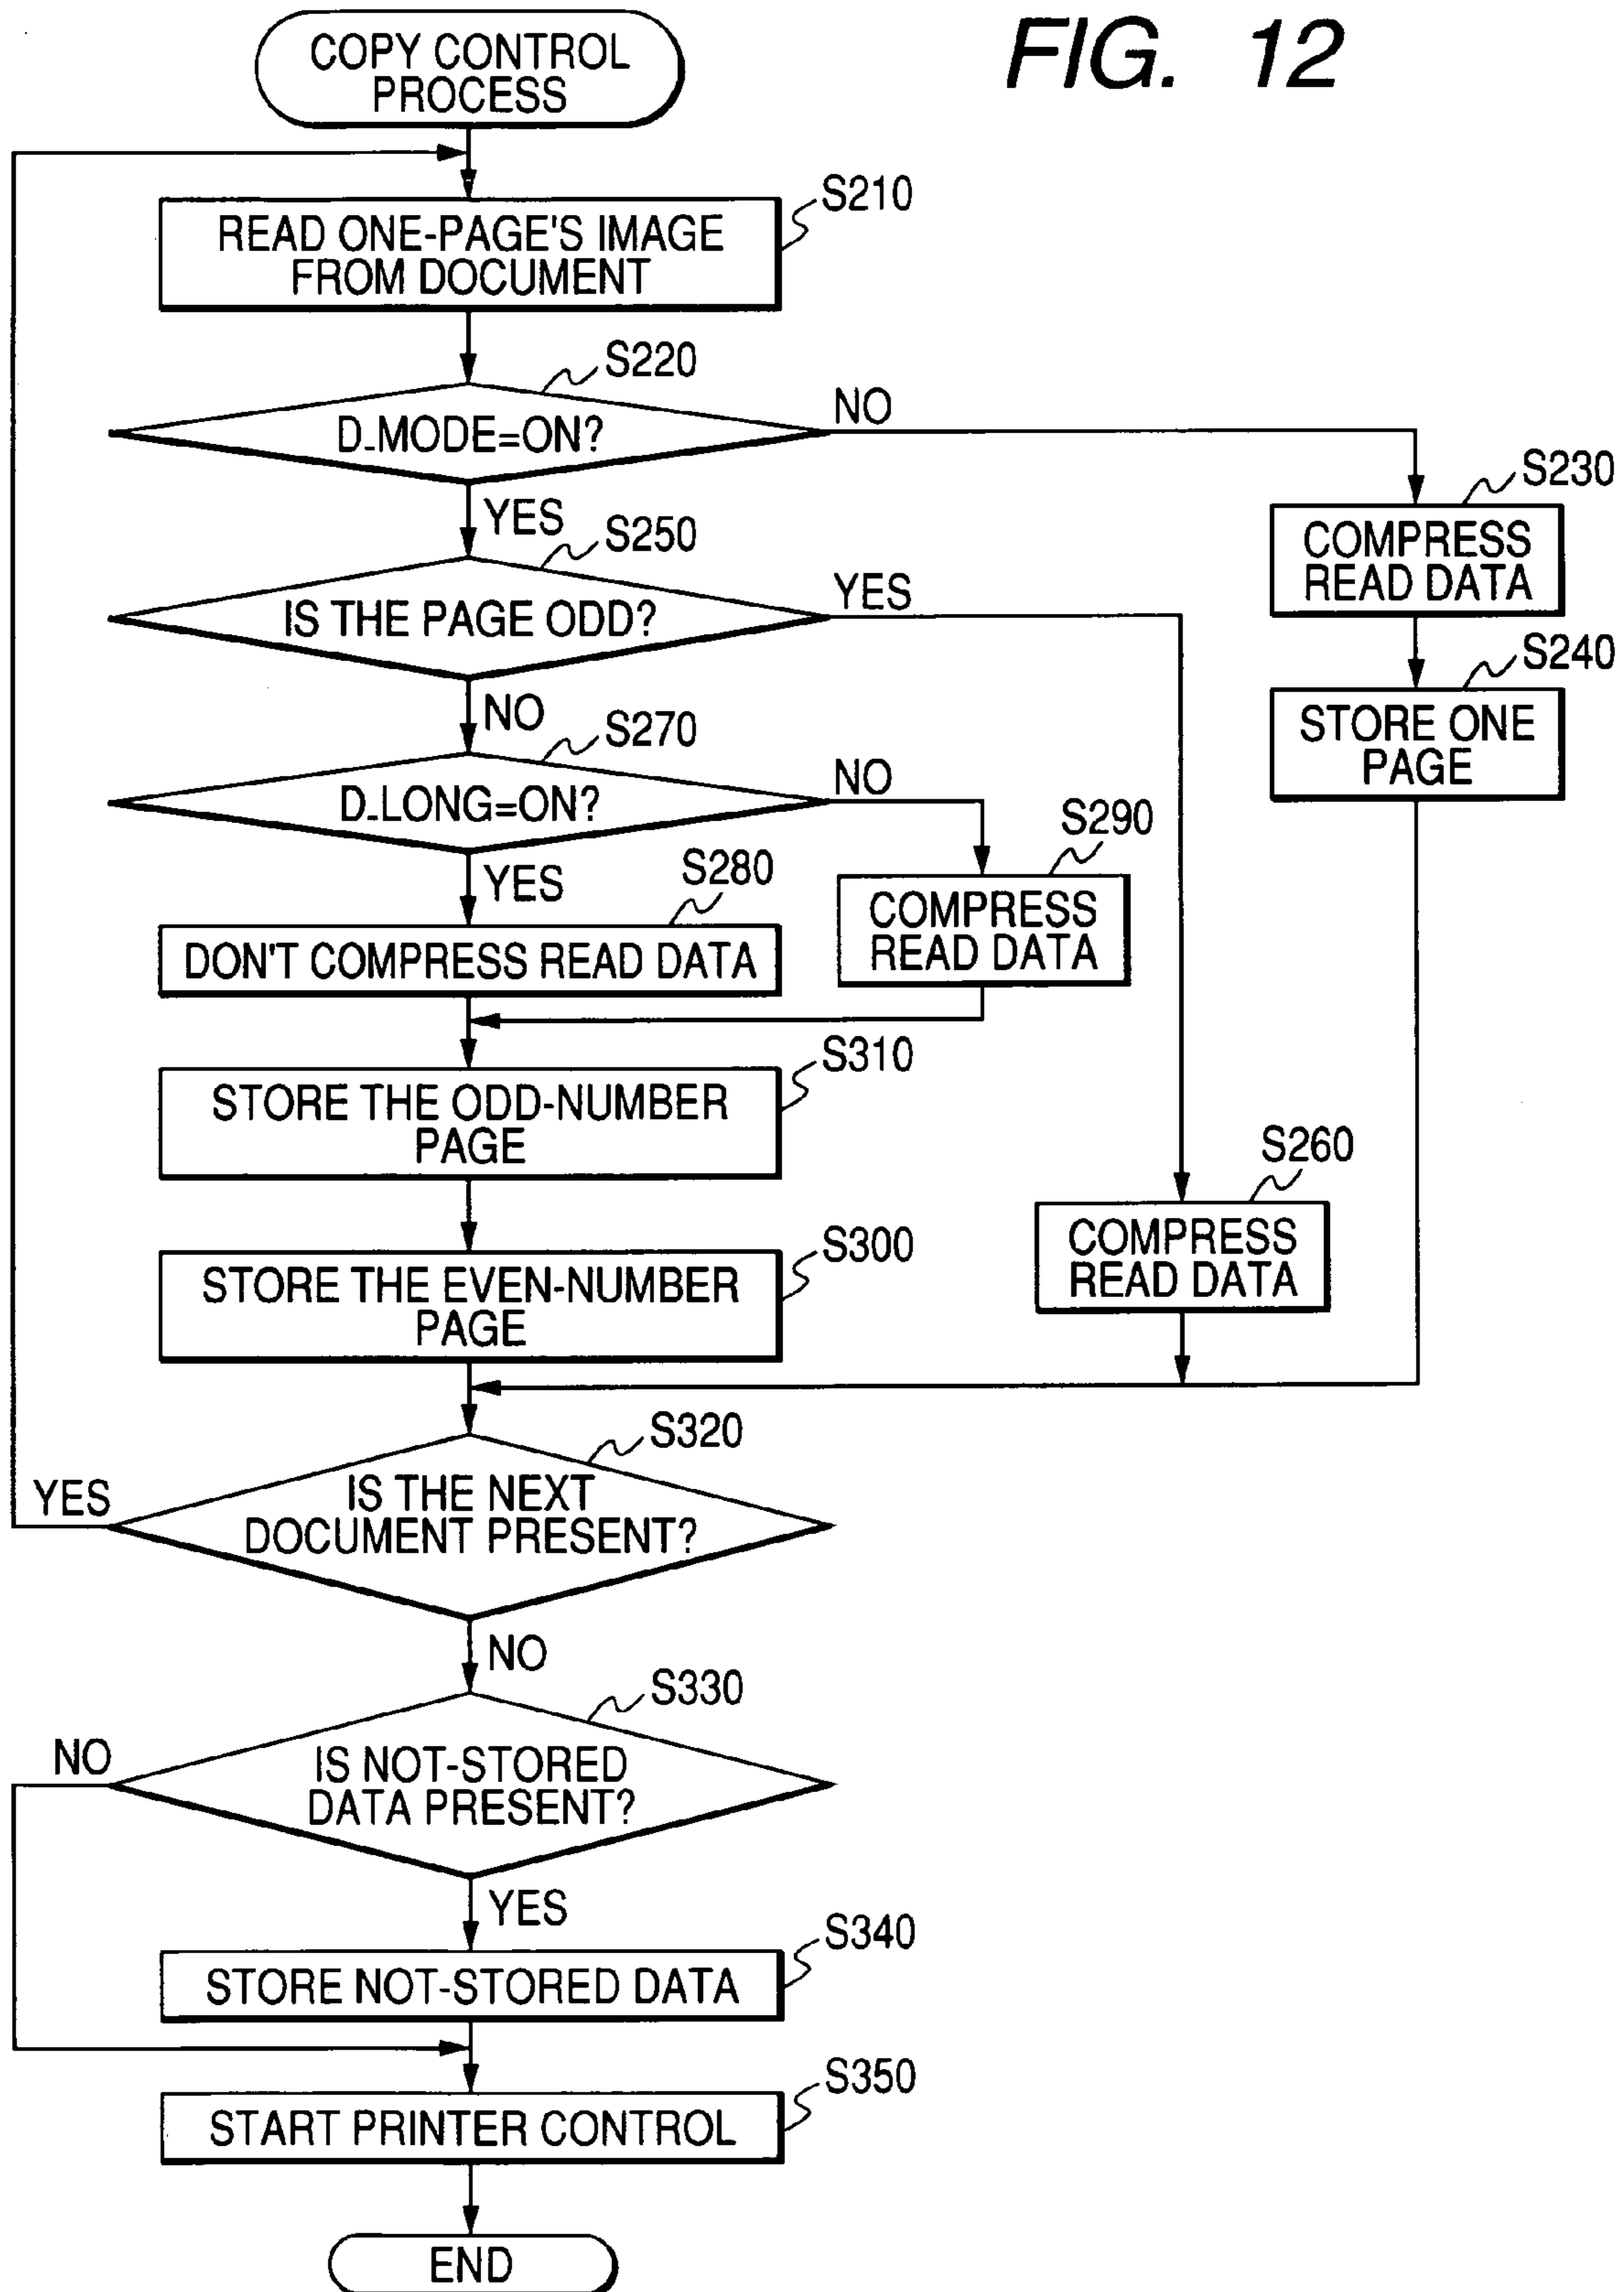 FIG. 12
COPY CONTROL
PROCESS
S210
READ ONE-PAGE'S IMAGE
FROM DOCUMENT
S220
D_MODE=ON?
NO
YES
S230
COMPRESS
READ DATA
S240
STORE ONE
PAGE
S250
IS THE PAGE ODD?
YES
NO
S270
D_LONG=ON?
NO
YES
S290
COMPRESS
READ DATA
S280
DON'T COMPRESS READ DATA
S310
STORE THE ODD-NUMBER
PAGE
S260
COMPRESS
READ DATA
S300
STORE THE EVEN-NUMBER
PAGE
S320
IS THE NEXT
DOCUMENT PRESENT?
YES
NO
S330
IS NOT-STORED
DATA PRESENT?
NO
YES
S340
STORE NOT-STORED DATA
S350
START PRINTER CONTROL
END